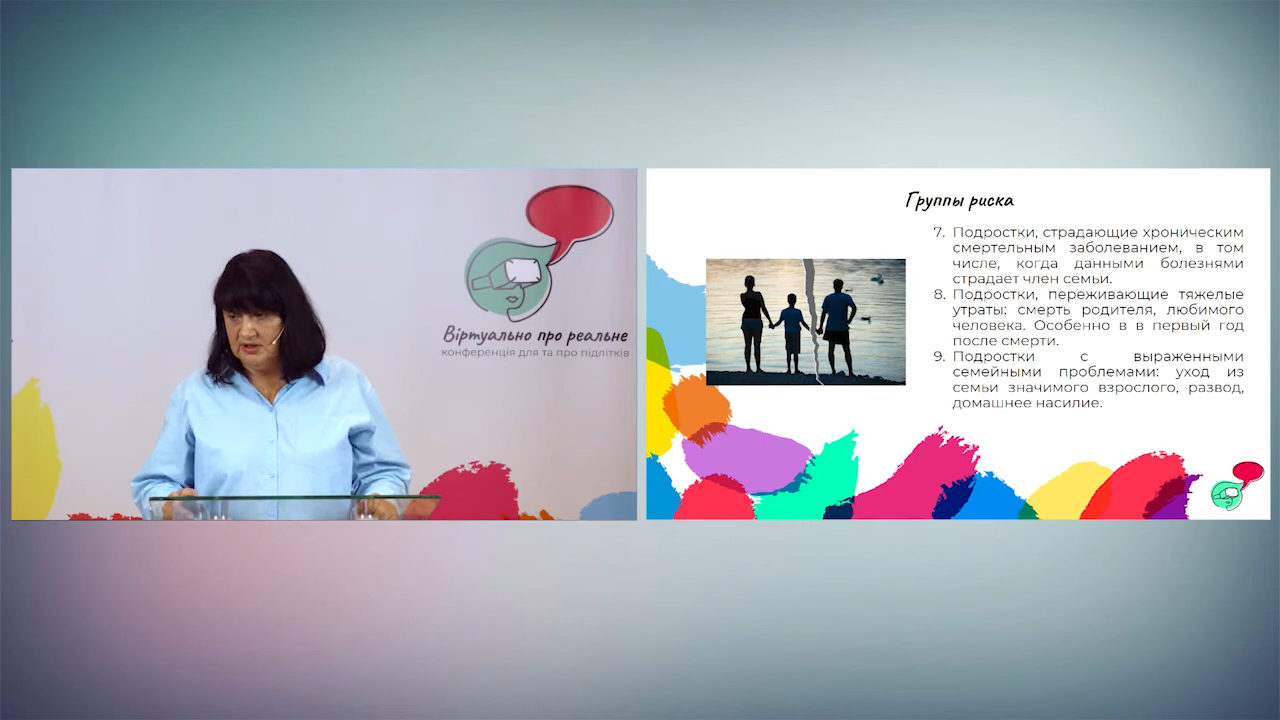 Віртуально про реальне
конференція для та про підлітків
Группы риска
7. Подростки, страдающие хроническим
смертельным заболеванием, в том
числе, когда данными болезнями
страдает член семьи.
8. Подростки, переживающие тяжелые
утраты: смерть родителя, любимого
человека. Особенно в в первый год
после смерти.
9. Подростки с выраженными
семейными проблемами: уход из
семьи значимого взрослого, развод,
домашнее насилие.